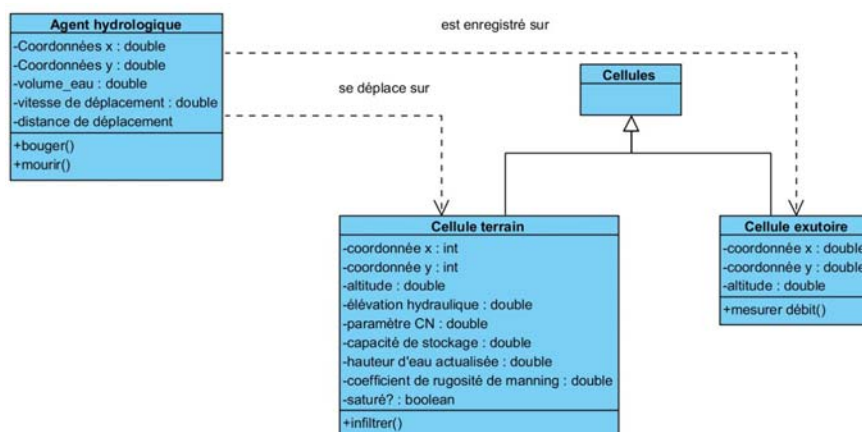 Agent hydrologique
-Coordonnées x : double
-Coordonnées y : double
-volume_eau : double
-vitesse de déplacement : double
-distance de déplacement
+bouger()
+mourir()
est enregistré sur
se déplace sur
Cellules
Cellule terrain
-coordonnée x : int
-coordonnée y : int
-altitude : double
-élévation hydraulique : double
-paramètre CN : double
-capacité de stockage : double
-hauteur d'eau actualisée : double
-coefficient de rugosité de manning : double
-saturé? : boolean
+infiltrer()
Cellule exutoire
-coordonnée x : double
-coordonnée y : double
-altitude : double
+mesurer débit()